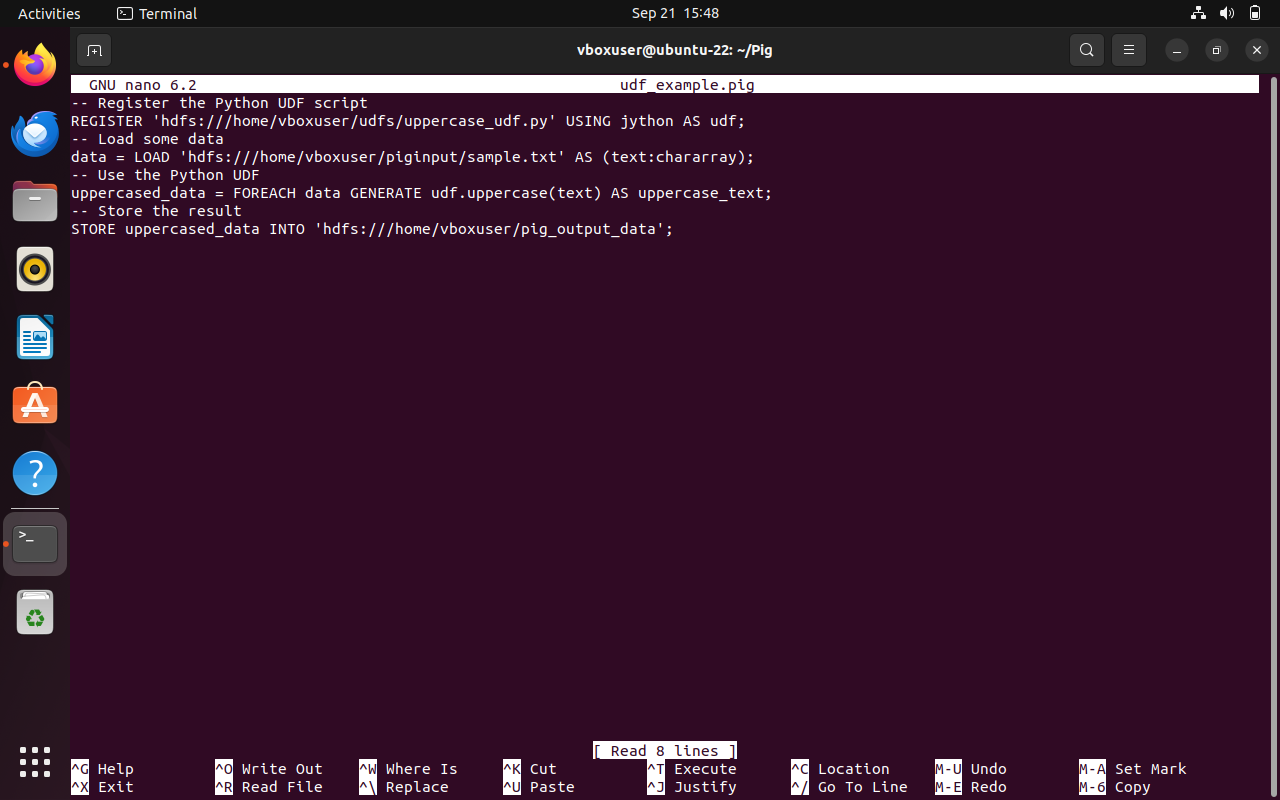 Activities Terminal Sep 21 15:48
vboxuser@ubuntu-22: ~/Pig
GNU nano 6.2 udf_example.pig
-- Register the Python UDF script
REGISTER 'hdfs:///home/vboxuser/udfs/uppercase_udf.py' USING jython AS udf;
-- Load some data
data = LOAD 'hdfs:///home/vboxuser/piginput/sample.txt' AS (text:chararray);
-- Use the Python UDF
uppercased_data = FOREACH data GENERATE udf.uppercase(text) AS uppercase_text;
-- Store the result
STORE uppercased_data INTO 'hdfs:///home/vboxuser/pig_output_data';
[ Read 8 lines ]
^G Help ^O Write Out ^W Where Is ^K Cut ^T Execute ^C Location M-U Undo M-A Set Mark
^X Exit ^R Read File ^\ Replace ^U Paste ^J Justify ^/ Go To Line M-E Redo M-6 Copy